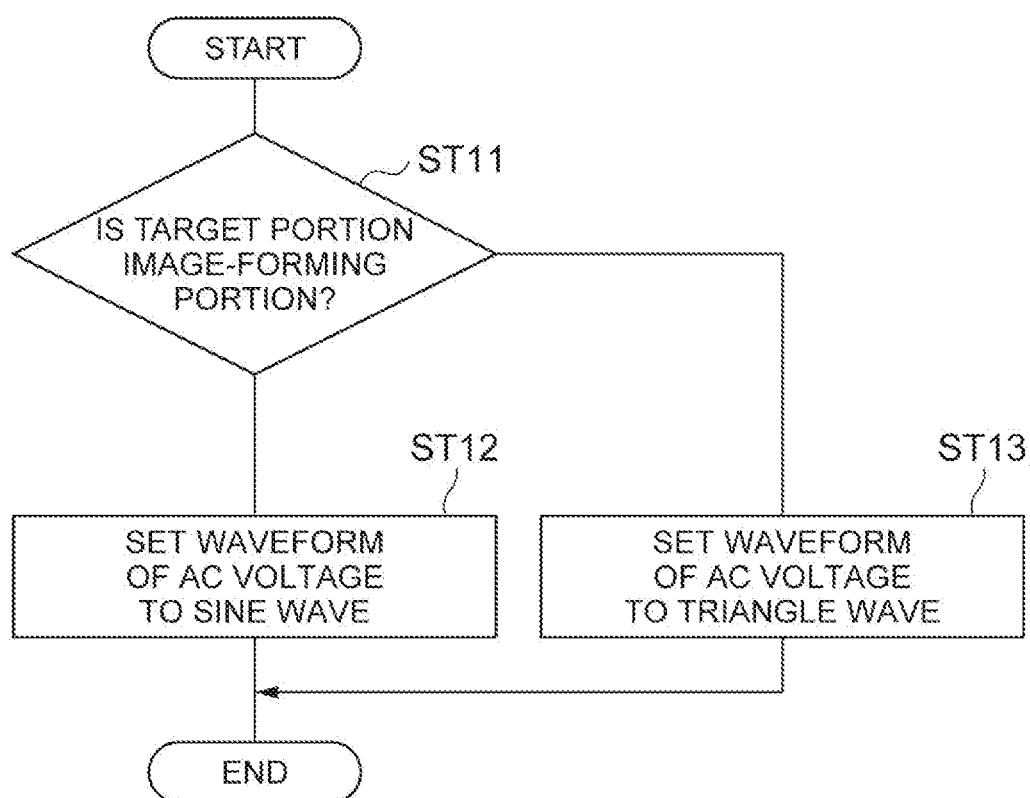 START
ST11
IS TARGET PORTION
IMAGE-FORMING
PORTION?
ST12
SET WAVEFORM
OF AC VOLTAGE
TO SINE WAVE
ST13
SET WAVEFORM
OF AC VOLTAGE
TO TRIANGLE WAVE
END